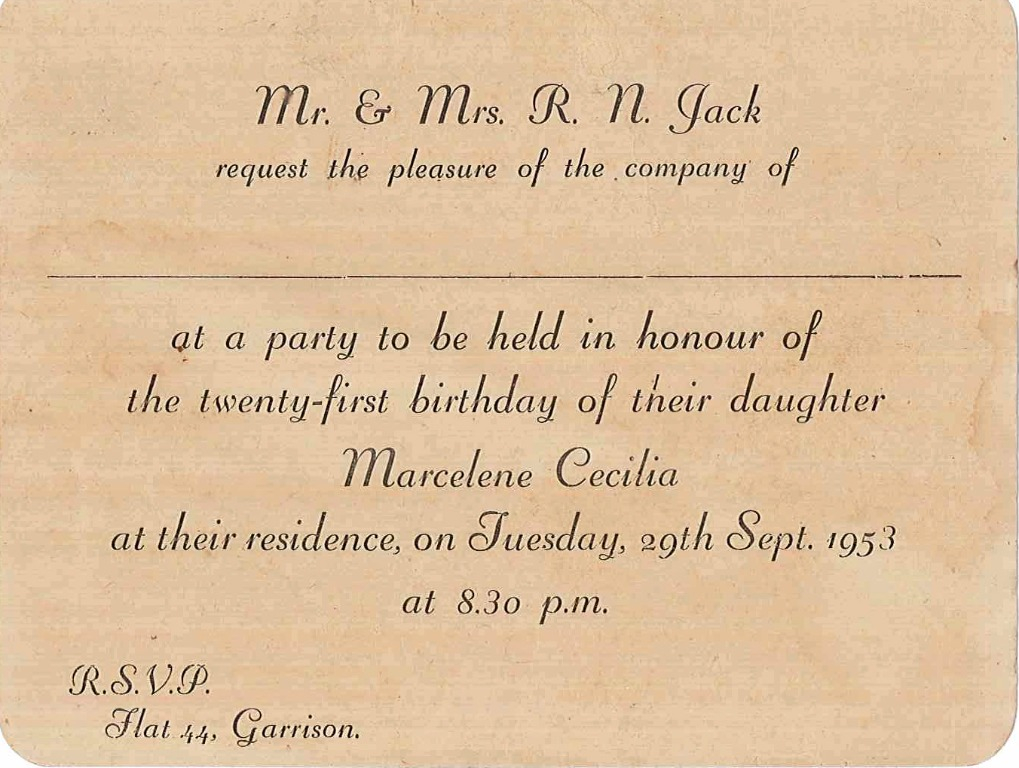 Mr. & Mrs. R. N. Jack
request the pleasure of the company of
at a party to be held in honour of
the twenty-first birthday of their daughter
Marcelene Cecilia
at their residence, on Tuesday, 29th Sept. 1953
at 8.30 p.m.
R.S.V.P.
Flat 44, Garrison.